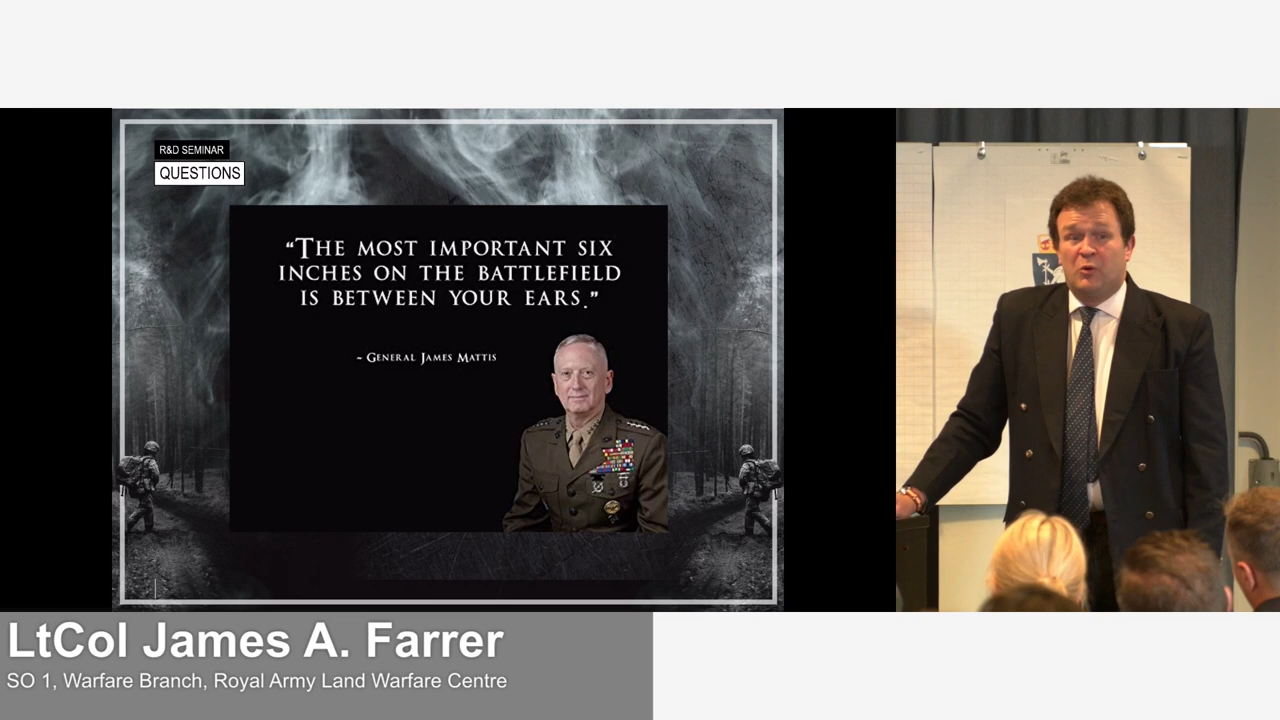 R&D SEMINAR
QUESTIONS
“THE MOST IMPORTANT SIX
INCHES ON THE BATTLEFIELD
IS BETWEEN YOUR EARS.”
- GENERAL JAMES MATTIS
LtCol James A. Farrer
SO 1, Warfare Branch, Royal Army Land Warfare Centre